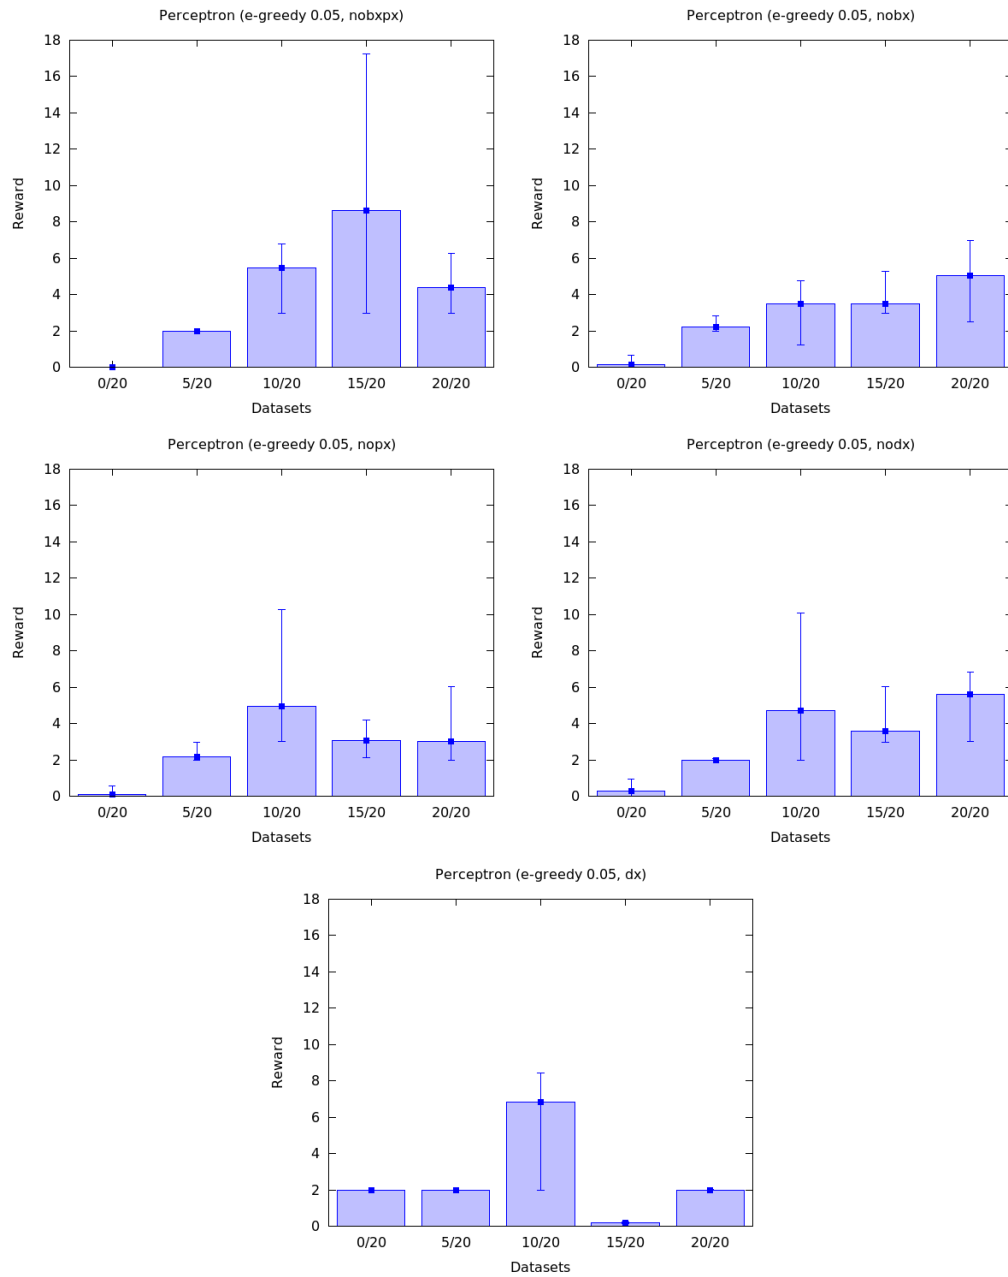 Perceptron (e-greedy 0.05, nobxpx)
18
16
14
12
10
8
6
4
2
0
Reward
0/20 5/20 10/20 15/20 20/20
Datasets
Perceptron (e-greedy 0.05, nobx)
18
16
14
12
10
8
6
4
2
0
Reward
0/20 5/20 10/20 15/20 20/20
Datasets
Perceptron (e-greedy 0.05, nopx)
18
16
14
12
10
8
6
4
2
0
Reward
0/20 5/20 10/20 15/20 20/20
Datasets
Perceptron (e-greedy 0.05, nodx)
18
16
14
12
10
8
6
4
2
0
Reward
0/20 5/20 10/20 15/20 20/20
Datasets
Perceptron (e-greedy 0.05, dx)
18
16
14
12
10
8
6
4
2
0
Reward
0/20 5/20 10/20 15/20 20/20
Datasets